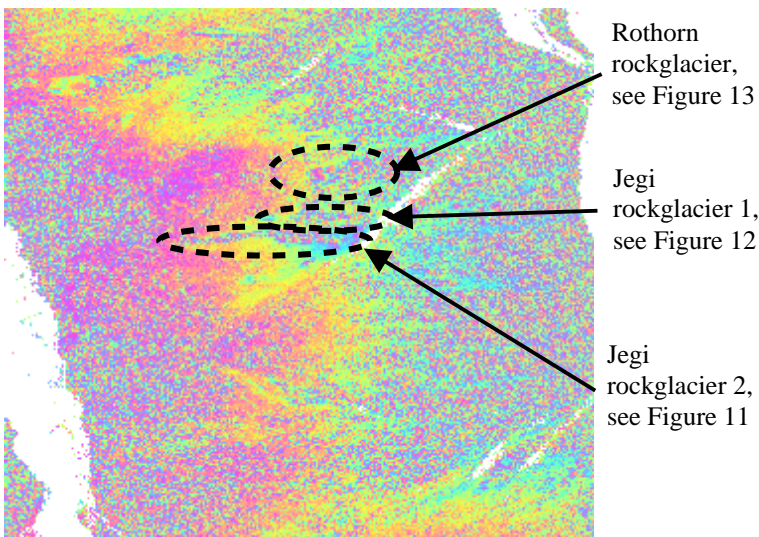 Rothorn
rockglacier,
see Figure 13
Jegi
rockglacier 1,
see Figure 12
Jegi
rockglacier 2,
see Figure 11